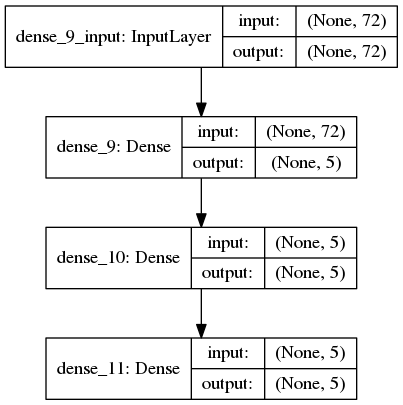 dense_9_input: InputLayer
input:
(None, 72)
output:
(None, 72)
dense_9: Dense
input:
(None, 72)
output:
(None, 5)
dense_10: Dense
input:
(None, 5)
output:
(None, 5)
dense_11: Dense
input:
(None, 5)
output:
(None, 5)